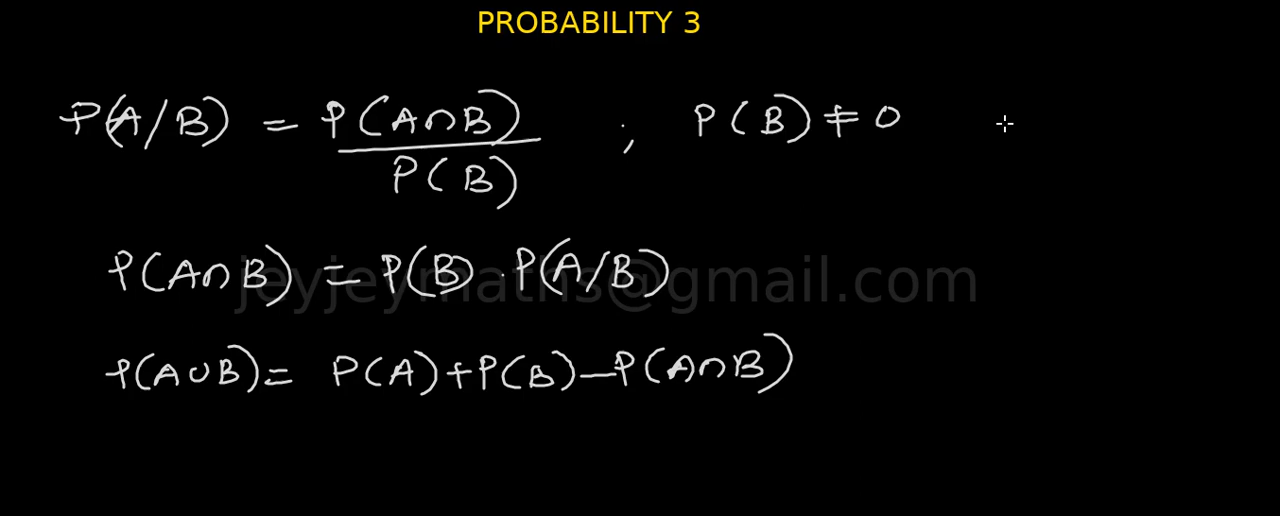 PROBABILITY 3
P(A/B) = P(A∩B)/P(B) ; P(B) ≠ 0
P(A∩B) = P(B) . P(A/B)
jeyjeymaths@gmail.com
P(A∪B) = P(A)+P(B)–P(A∩B)